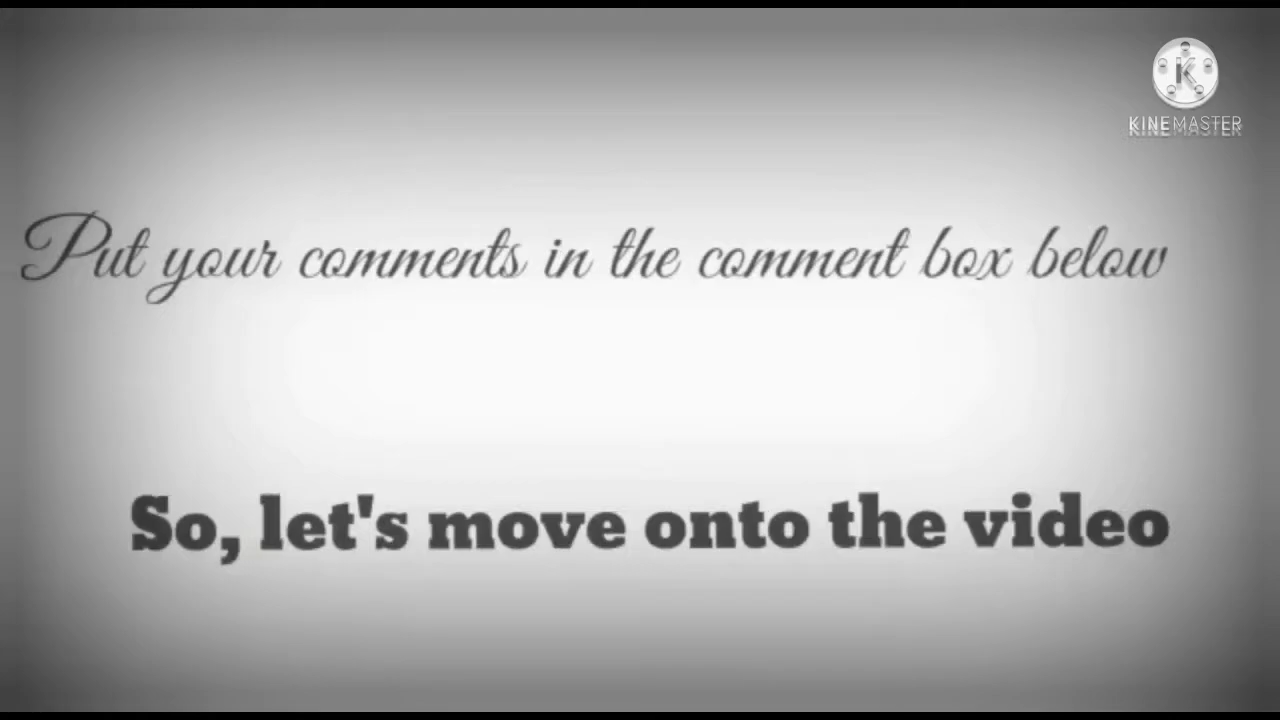 KINEMASTER
Put your comments in the comment box below
So, let's move onto the video